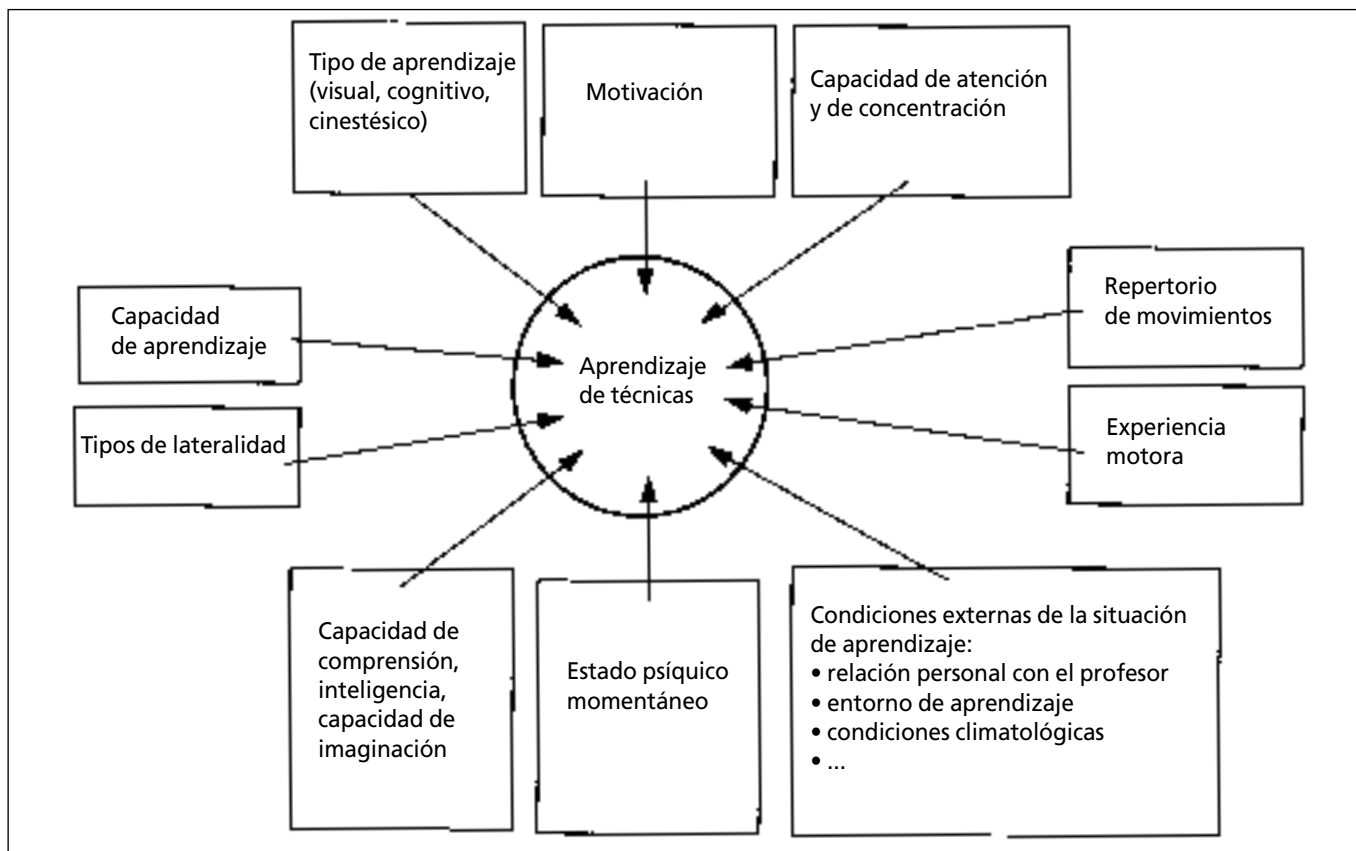 Tipo de aprendizaje
(visual, cognitivo,
cinestésico)
Motivación
Capacidad de atención
y de concentración
Capacidad
de aprendizaje
Repertorio
de movimientos
Aprendizaje
de técnicas
Tipos de lateralidad
Experiencia
motora
Capacidad de
comprensión,
inteligencia,
capacidad de
imaginación
Estado psíquico
momentáneo
Condiciones externas de la situación
de aprendizaje:
• relación personal con el profesor
• entorno de aprendizaje
• condiciones climatológicas
• ...